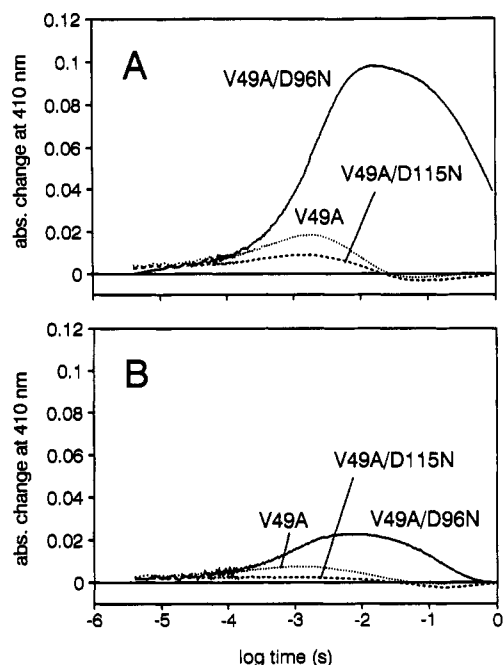 abs. change at 410 nm
0.12
0.1
0.08
0.06
0.04
0.02
0
A
V49A/D96N
V49A/D115N
V49A
abs. change at 410 nm
0.12
0.1
0.08
0.06
0.04
0.02
0
B
V49A/D115N
V49A
V49A/D96N
-6 -5 -4 -3 -2 -1 0
log time (s)